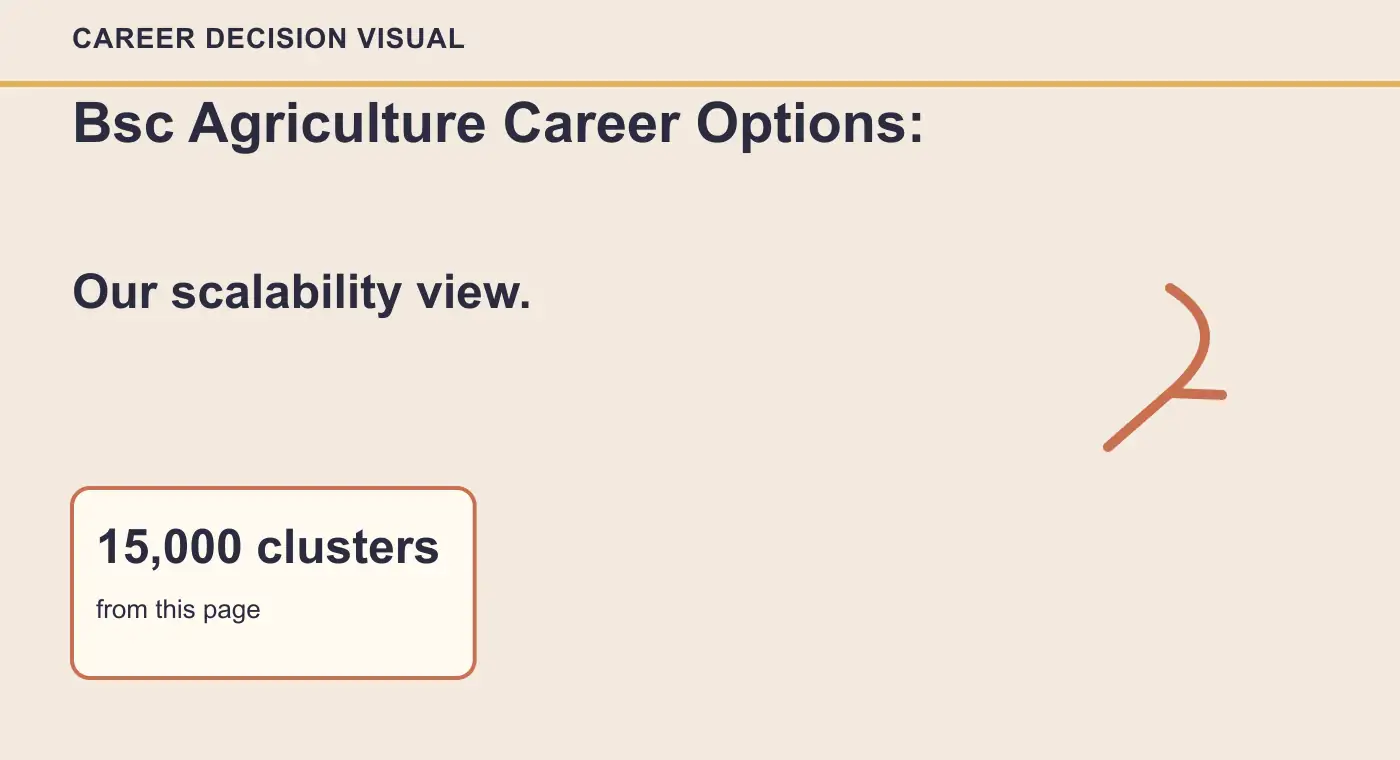 CAREER DECISION VISUAL
Bsc Agriculture Career Options:
Our scalability view.
15,000 clusters
from this page